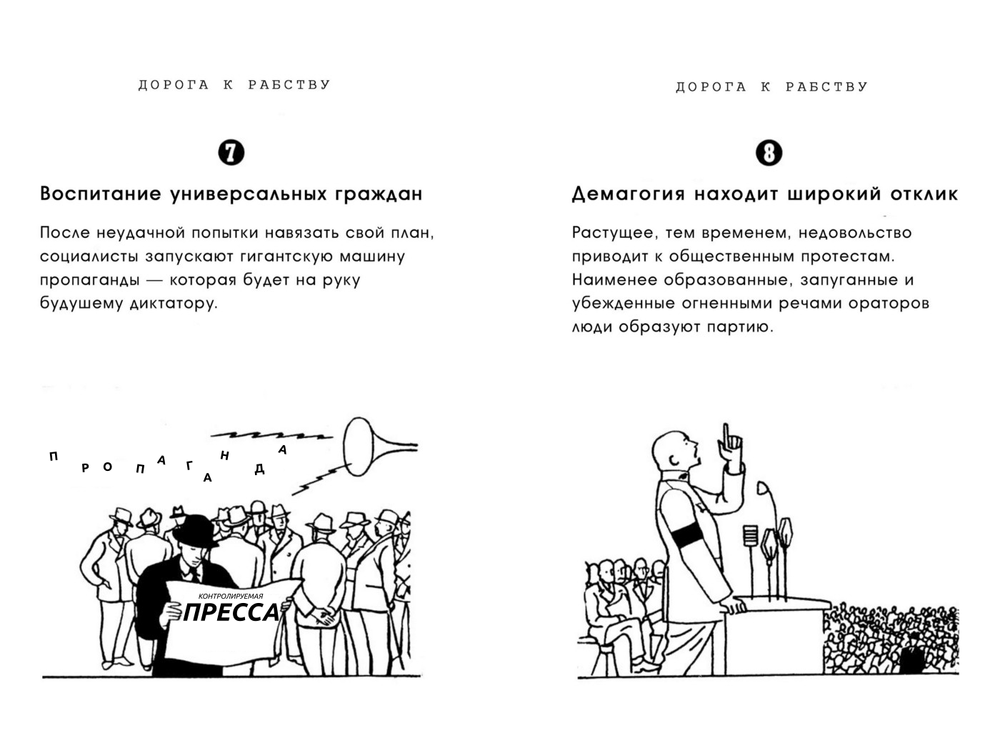 ДОРОГА К РАБСТВУ
7
Воспитание универсальных граждан
После неудачной попытки навязать свой план,
социалисты запускают гигантскую машину
пропаганды — которая будет на руку
будушему диктатору.
ПРОПАГАНДА
КОНТРОЛИРУЕМАЯ
ПРЕССА
ДОРОГА К РАБСТВУ
8
Демагогия находит широкий отклик
Растущее, тем временем, недовольство
приводит к общественным протестам.
Наименее образованные, запуганные и
убежденные огненными речами ораторов
люди образуют партию.